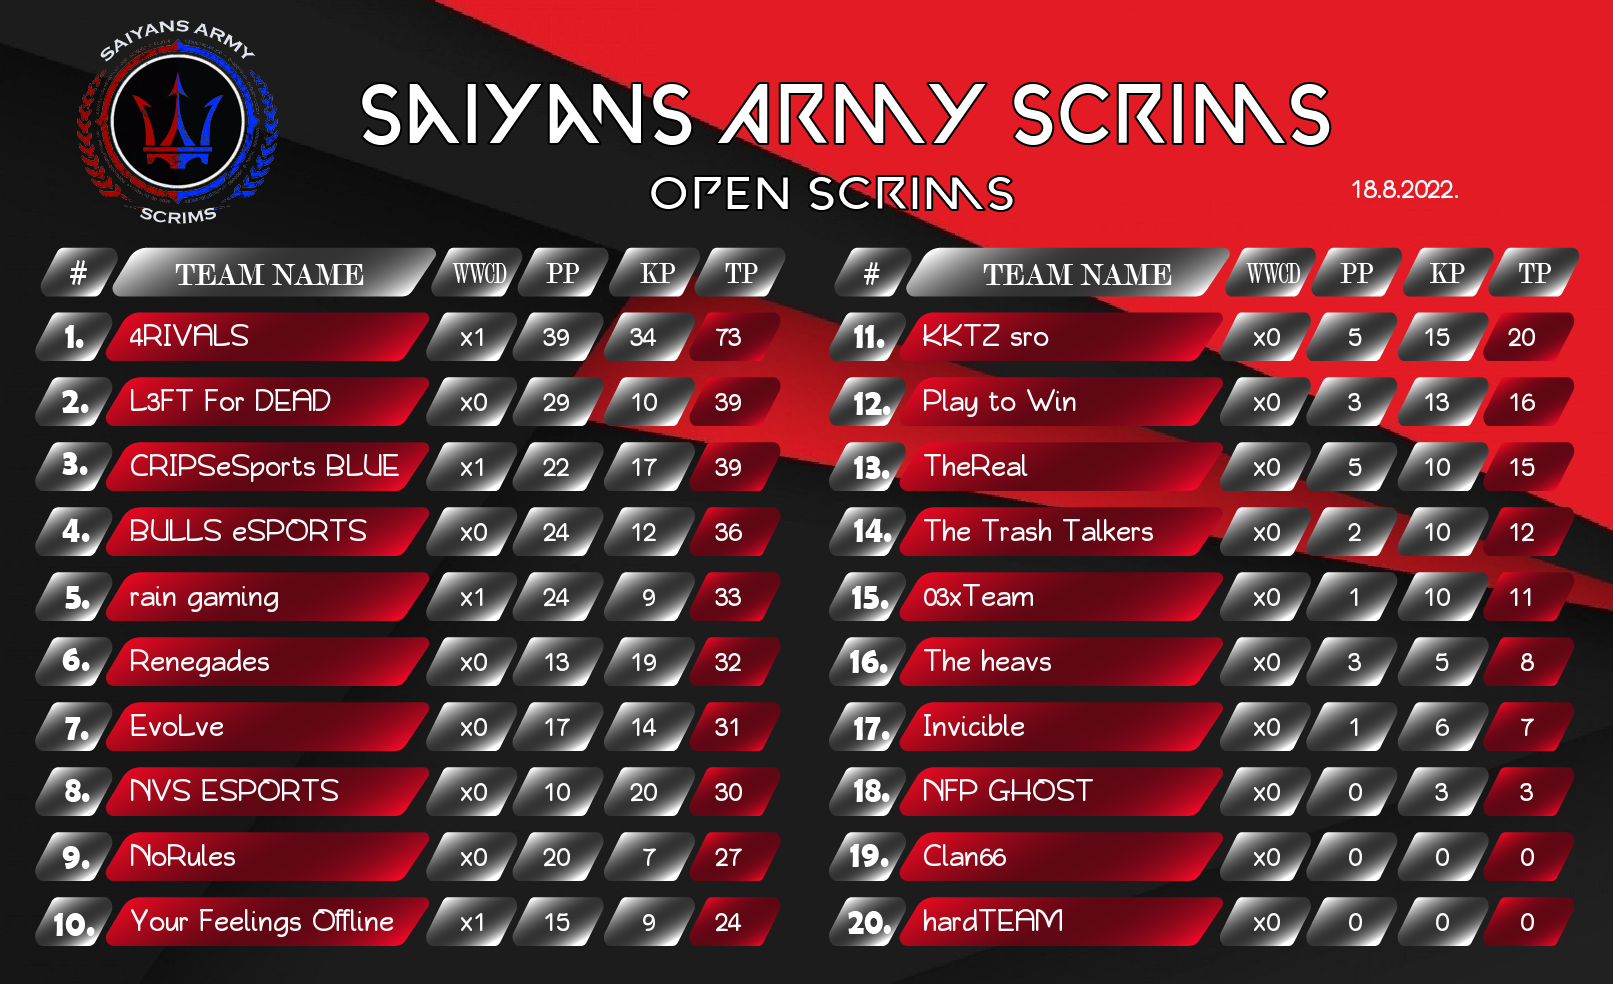 SAIYANS ARMY
SCRIMS
SAIYANS ARMY SCRIMS
OPEN SCRIMS
18.8.2022.
# TEAM NAME WWCD PP KP TP
1. 4RIVALS x1 39 34 73
2. L3FT For DEAD x0 29 10 39
3. CRIPSeSports BLUE x1 22 17 39
4. BULLS eSPORTS x0 24 12 36
5. rain gaming x1 24 9 33
6. Renegades x0 13 19 32
7. EvoLve x0 17 14 31
8. NVS ESPORTS x0 10 20 30
9. NoRules x0 20 7 27
10. Your Feelings Offline x1 15 9 24
# TEAM NAME WWCD PP KP TP
11. KKTZ sro x0 5 15 20
12. Play to Win x0 3 13 16
13. TheReal x0 5 10 15
14. The Trash Talkers x0 2 10 12
15. 03xTeam x0 1 10 11
16. The heavs x0 3 5 8
17. Invicible x0 1 6 7
18. NFP GHOST x0 0 3 3
19. Clan66 x0 0 0 0
20. hardTEAM x0 0 0 0